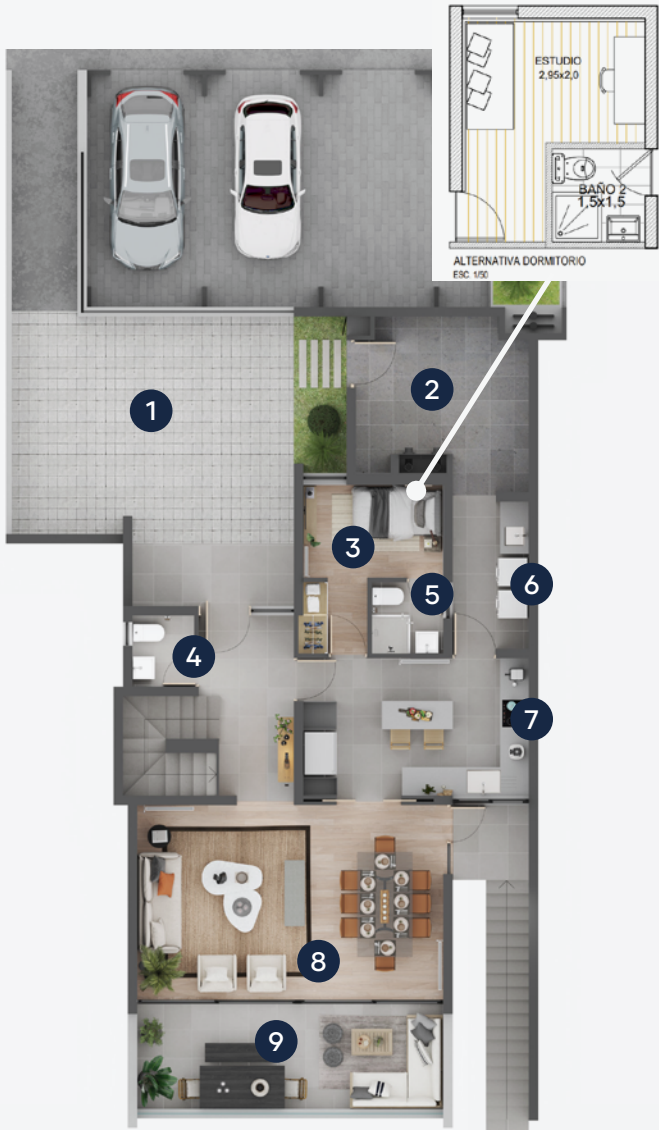 ESTUDIO
2,95x2,0
BAÑO 2
1,5x1,5
ALTERNATIVA DORMITORIO
ESC. 1/50
1
2
3
5
6
4
7
8
9